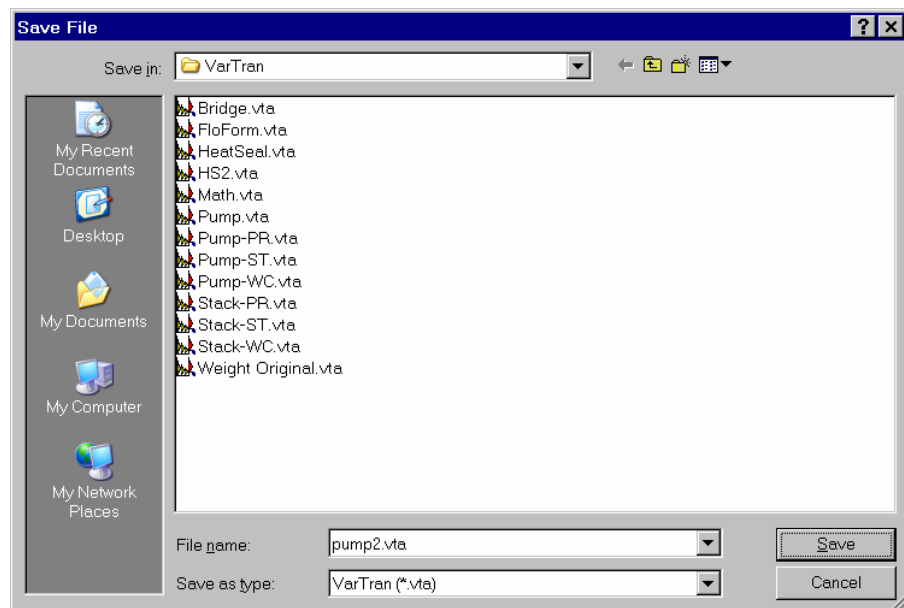 Save File
Save in: VarTran
My Recent
Documents
Desktop
My Documents
My Computer
My Network
Places
Bridge.vta
FloForm.vta
HeatSeal.vta
HS2.vta
Math.vta
Pump.vta
Pump-PR.vta
Pump-ST.vta
Pump-WC.vta
Stack-PR.vta
Stack-ST.vta
Stack-WC.vta
Weight Original.vta
File name: pump2.vta
Save
Save as type: VarTran (*.vta)
Cancel